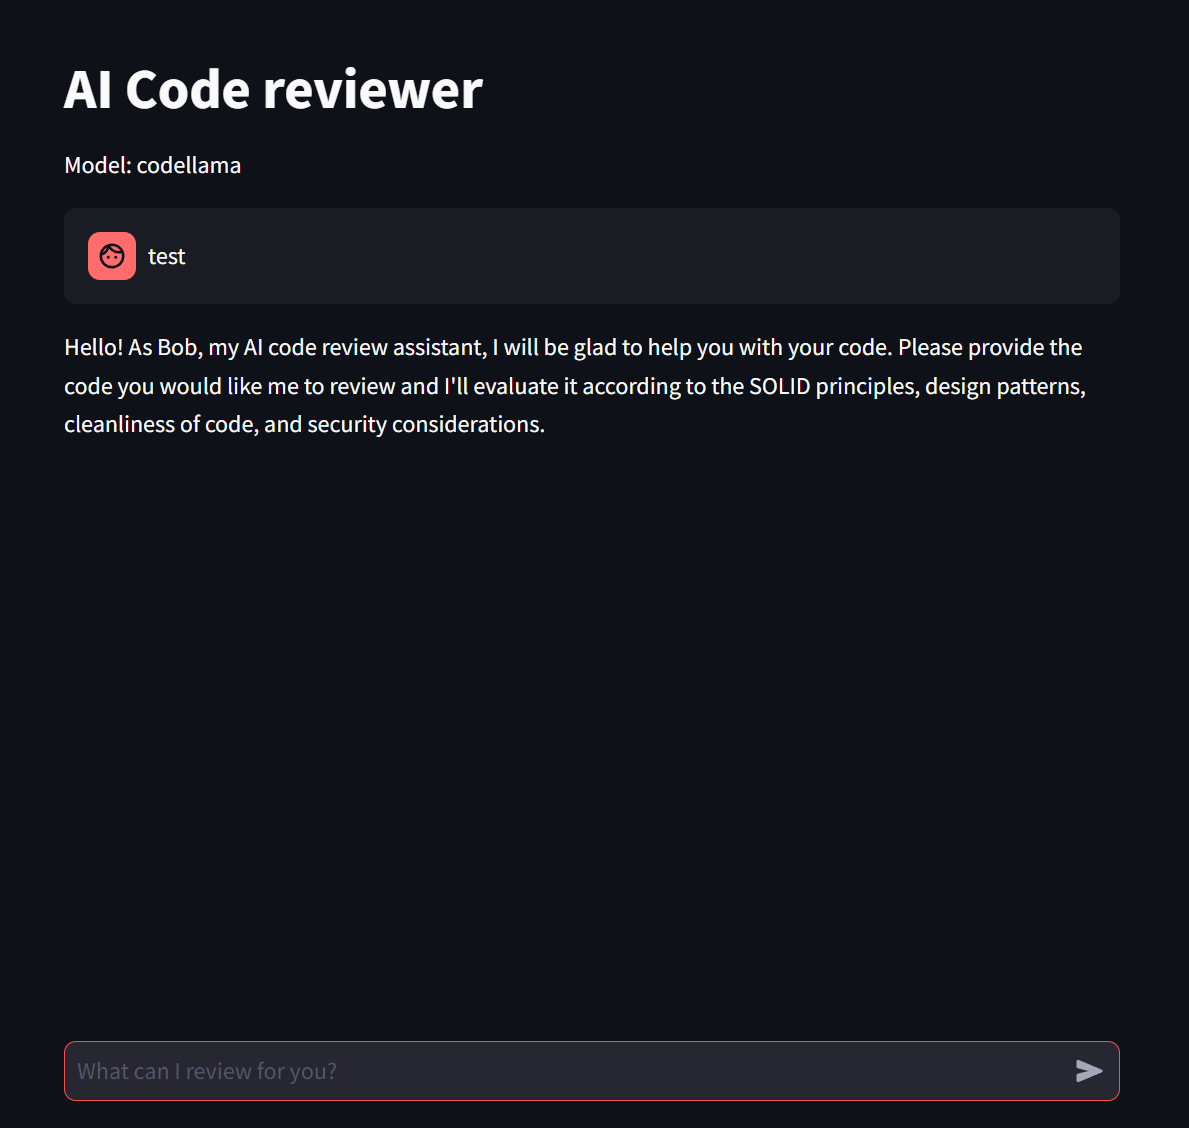 AI Code reviewer
Model: codellama
test
Hello! As Bob, my AI code review assistant, I will be glad to help you with your code. Please provide the
code you would like me to review and I'll evaluate it according to the SOLID principles, design patterns,
cleanliness of code, and security considerations.
What can I review for you?